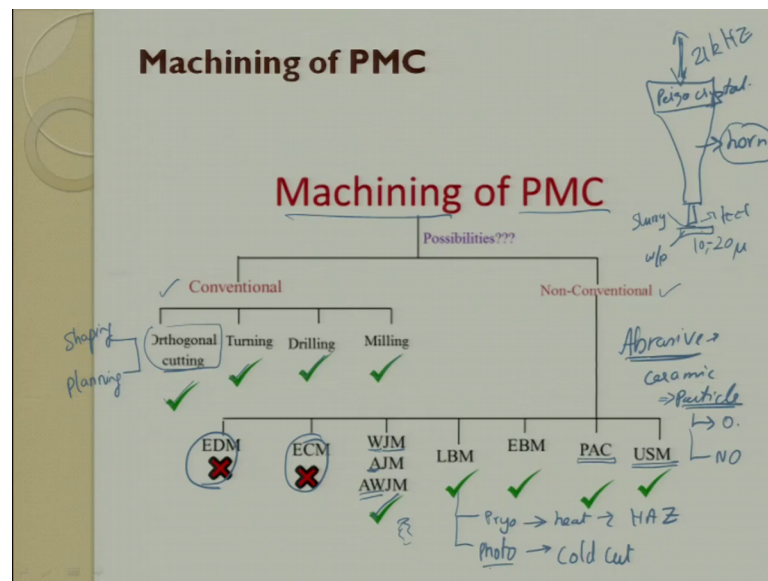 Machining of PMC
21kHZ
Peizo crystal.
horn
Machining of PMC
Slurry
tool
w/p
10-20µ
Possibilities???
Conventional
Non-Conventional
Shaping
Planning
Orthogonal
cutting
Turning
Drilling
Milling
Abrasive
ceramic
Particle
O.
NO
EDM
ECM
WJM
AJM
AWJM
LBM
EBM
PAC
USM
Pryo → heat → HAZ
Photo → Cold cut